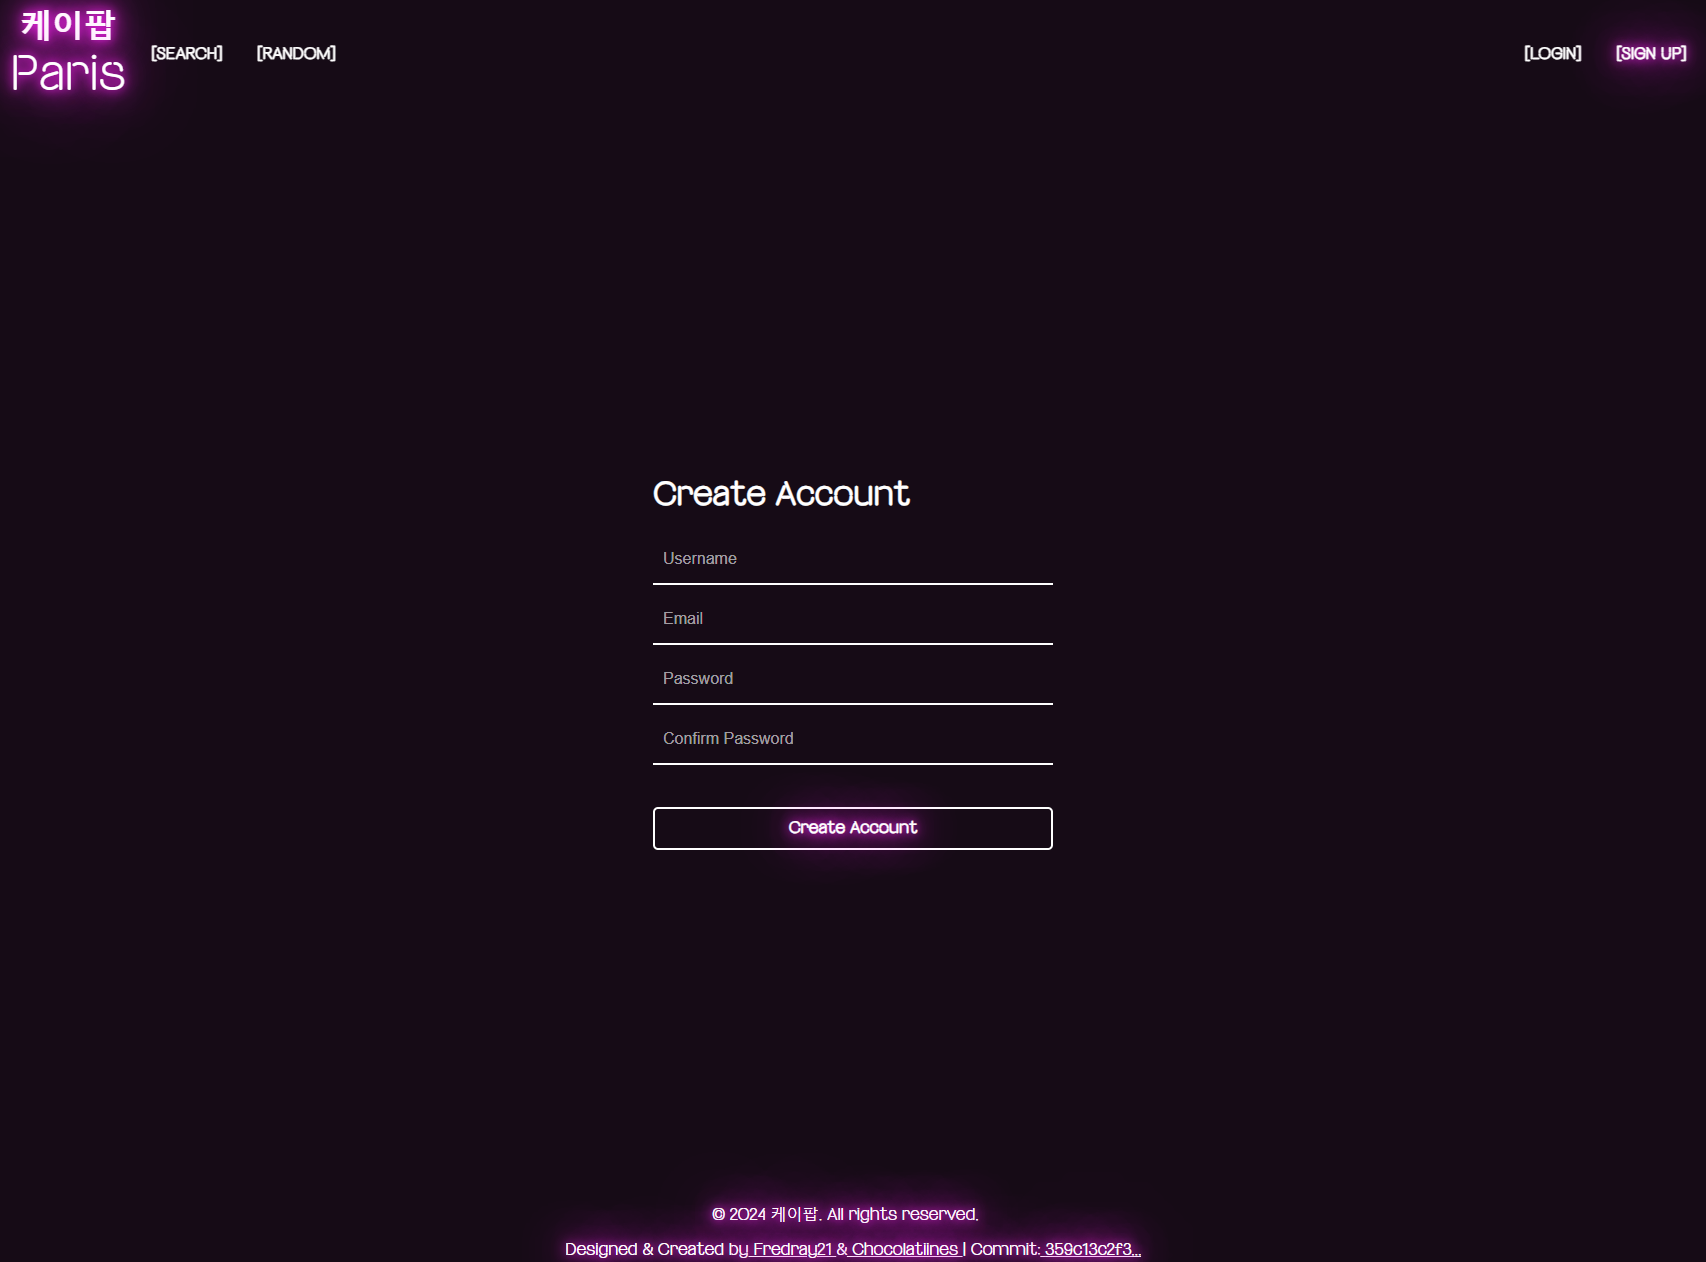 케이팝
Paris
[SEARCH] [RANDOM] [LOGIN] [SIGN UP]
Create Account
Username
Email
Password
Confirm Password
Create Account
© 2024 케이팝. All rights reserved.
Designed & Created by Fredray21 & Chocolatiines | Commit: 359c13c2f3...